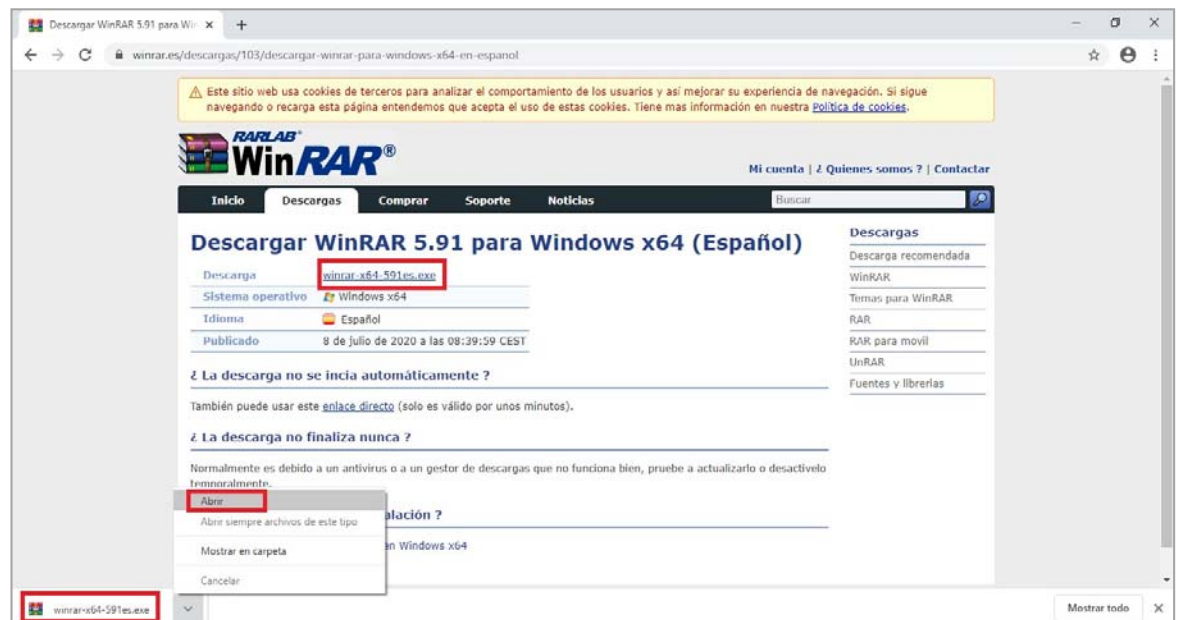 Descargar WinRAR 5.91 para Win
winrar.es/descargas/103/descargar-winrar-para-windows-x64-en-espanol
Este sitio web usa cookies de terceros para analizar el comportamiento de los usuarios y así mejorar su experiencia de navegación. Si sigue
navegando o recarga esta página entendemos que acepta el uso de estas cookies. Tiene mas información en nuestra Política de cookies.
RARLAB
WinRAR®
Mi cuenta | ¿ Quienes somos ? | Contactar
Inicio Descargas Comprar Soporte Noticias Buscar
Descargar WinRAR 5.91 para Windows x64 (Español)
Descarga winrar-x64-591es.exe
Sistema operativo Windows x64
Idioma Español
Publicado 8 de julio de 2020 a las 08:39:59 CEST
¿ La descarga no se incia automáticamente ?
También puede usar este enlace directo (solo es válido por unos minutos).
¿ La descarga no finaliza nunca ?
Normalmente es debido a un antivirus o a un gestor de descargas que no funciona bien, pruebe a actualizarlo o desactivelo
temporalmente.
alación ?
en Windows x64
Descargas
Descarga recomendada
WinRAR
Temas para WinRAR
RAR
RAR para movil
UnRAR
Fuentes y librerias
Abrir
Abrir siempre archivos de este tipo
Mostrar en carpeta
Cancelar
winrar-x64-591es.exe
Mostrar todo